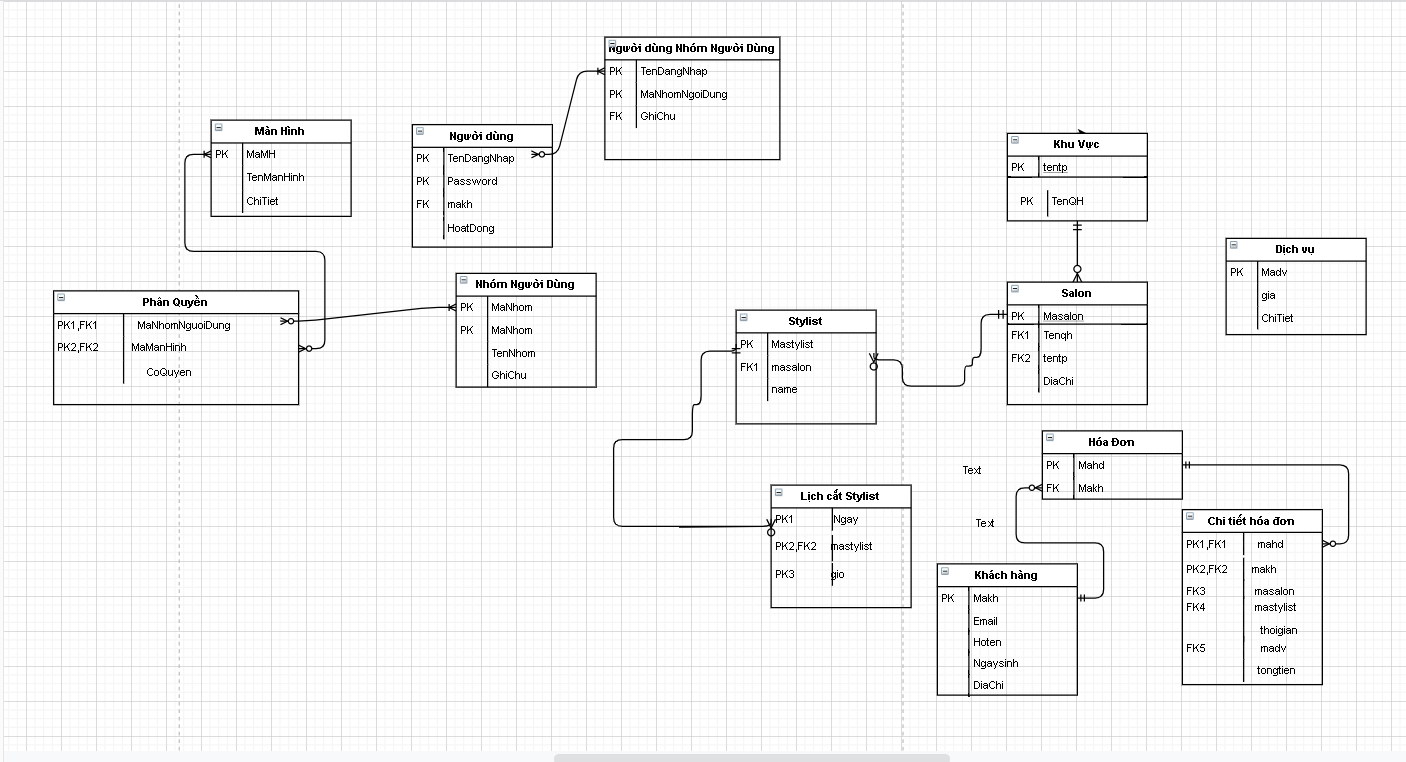 Người dùng Nhóm Người Dùng
PK TenDangNhap
PK MaNhomNgoiDung
FK GhiChu
Màn Hình
PK MaMH
TenManHinh
ChiTiet
Người dùng
PK TenDangNhap
PK Password
FK makh
HoatDong
Khu Vực
PK tentp
PK TenQH
Dịch vụ
PK Madv
gia
ChiTiet
Phân Quyền
PK1,FK1 MaNhomNguoiDung
PK2,FK2 MaManHinh
CoQuyen
Nhóm Người Dùng
PK MaNhom
PK MaNhom
TenNhom
GhiChu
Stylist
PK Mastylist
FK1 masalon
name
Salon
PK Masalon
FK1 Tenqh
FK2 tentp
DiaChi
Hóa Đơn
PK Mahd
FK Makh
Text
Text
Lịch cắt Stylist
PK1 Ngay
PK2,FK2 mastylist
PK3 gio
Khách hàng
PK Makh
Email
Hoten
Ngaysinh
DiaChi
Chi tiết hóa đơn
PK1,FK1 mahd
PK2,FK2 makh
FK3 masalon
FK4 mastylist
thoigian
FK5 madv
tongtien